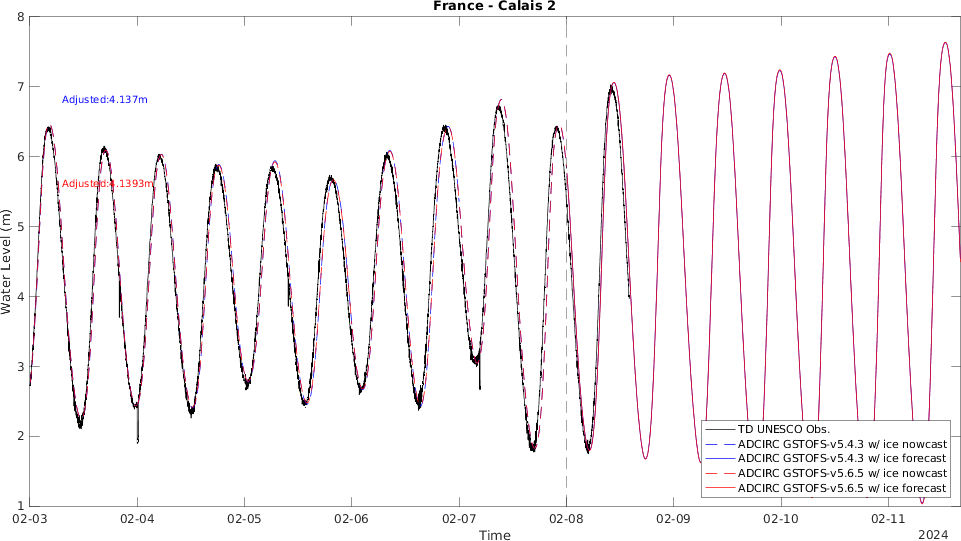 France - Calais 2
8
7
6
5
4
3
2
1
Water Level (m)
Adjusted:4.137m
Adjusted:4.1393m
TD UNESCO Obs.
ADCIRC GSTOFS-v5.4.3 w/ ice nowcast
ADCIRC GSTOFS-v5.4.3 w/ ice forecast
ADCIRC GSTOFS-v5.6.5 w/ ice nowcast
ADCIRC GSTOFS-v5.6.5 w/ ice forecast
02-03 02-04 02-05 02-06 02-07 02-08 02-09 02-10 02-11
Time
2024